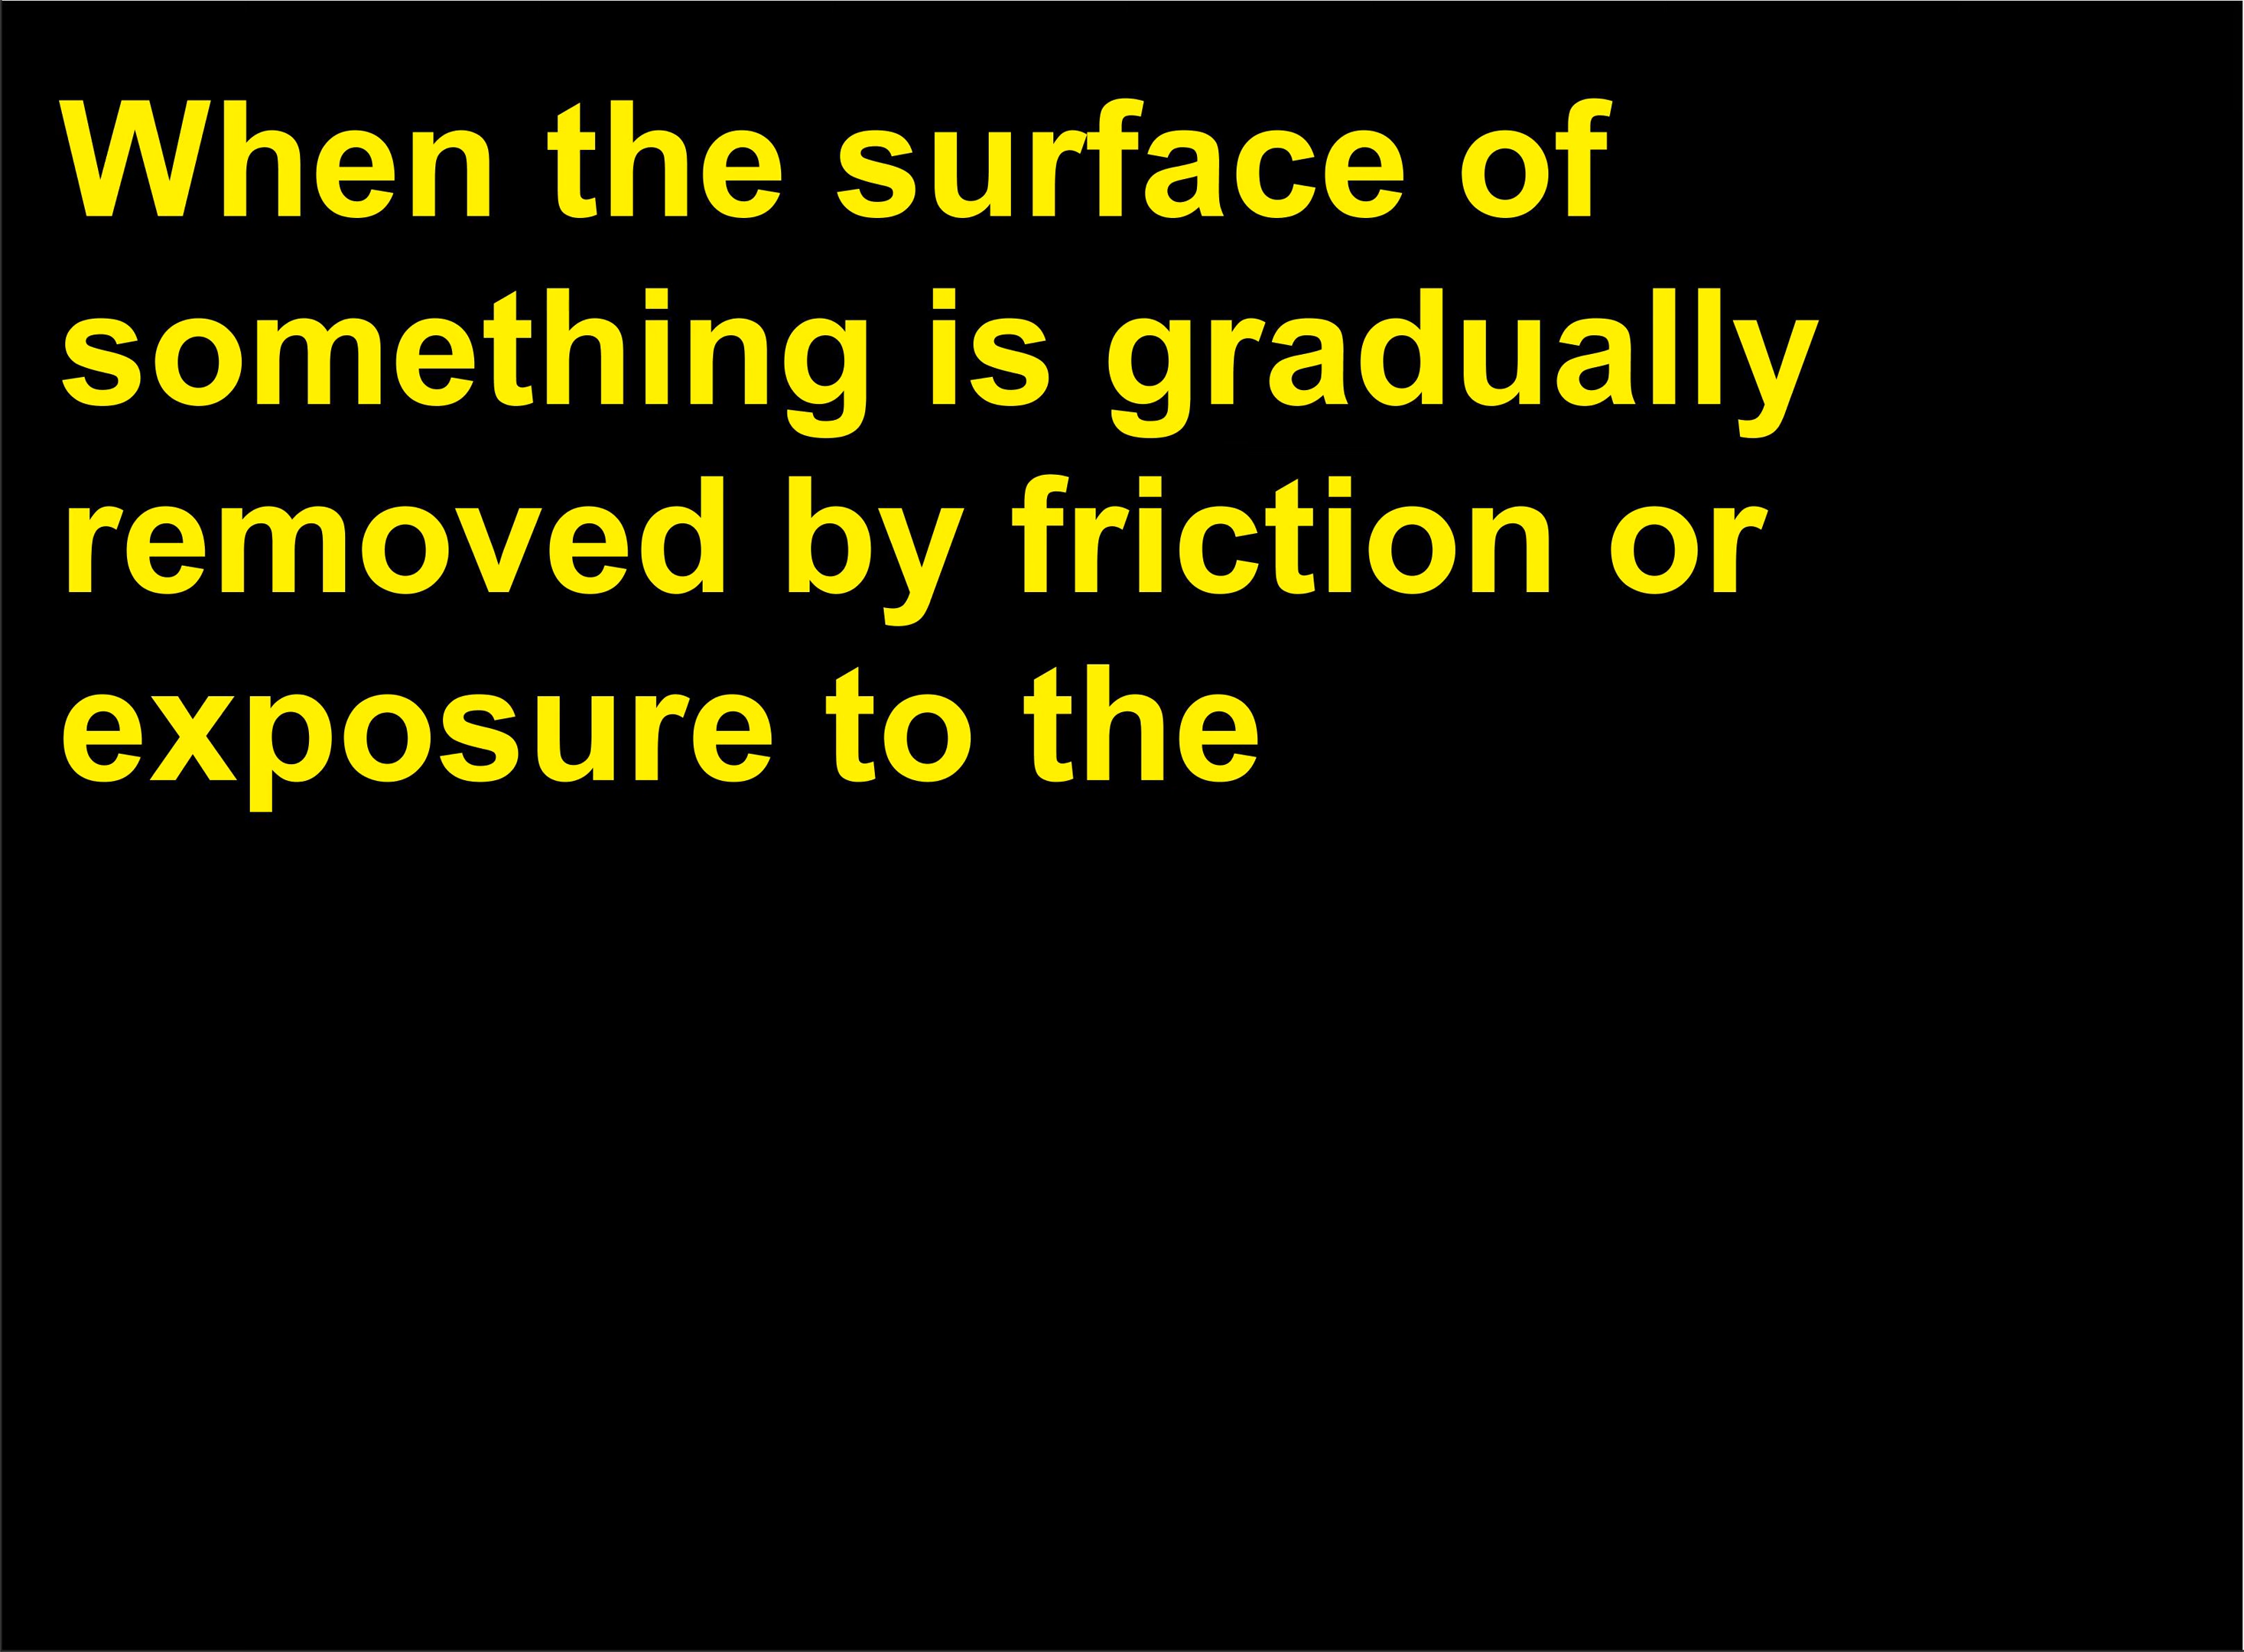 When the surface of
something is gradually
removed by friction or
exposure to the